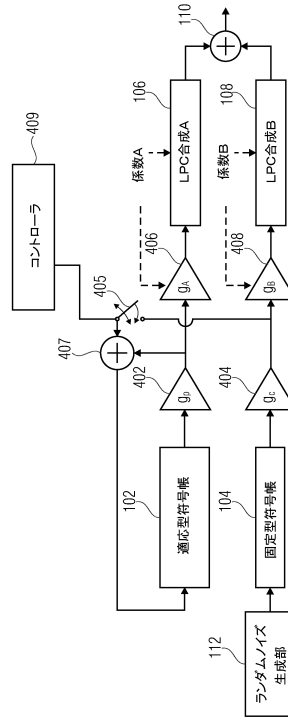 409
コントローラ
110
106
LPC合成A
係数A
108
LPC合成B
係数B
406
gA
408
gB
405
407
402
gp
404
gc
102
適応型符号帳
104
固定型符号帳
112
ランダムノイズ
生成部